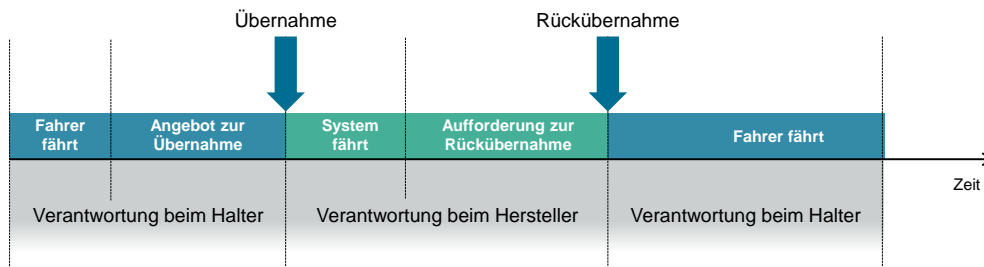 Übernahme
Rückübernahme
Fahrer
fährt
Angebot zur
Übernahme
System
fährt
Aufforderung zur
Rückübernahme
Fahrer fährt
Zeit
Verantwortung beim Halter
Verantwortung beim Hersteller
Verantwortung beim Halter